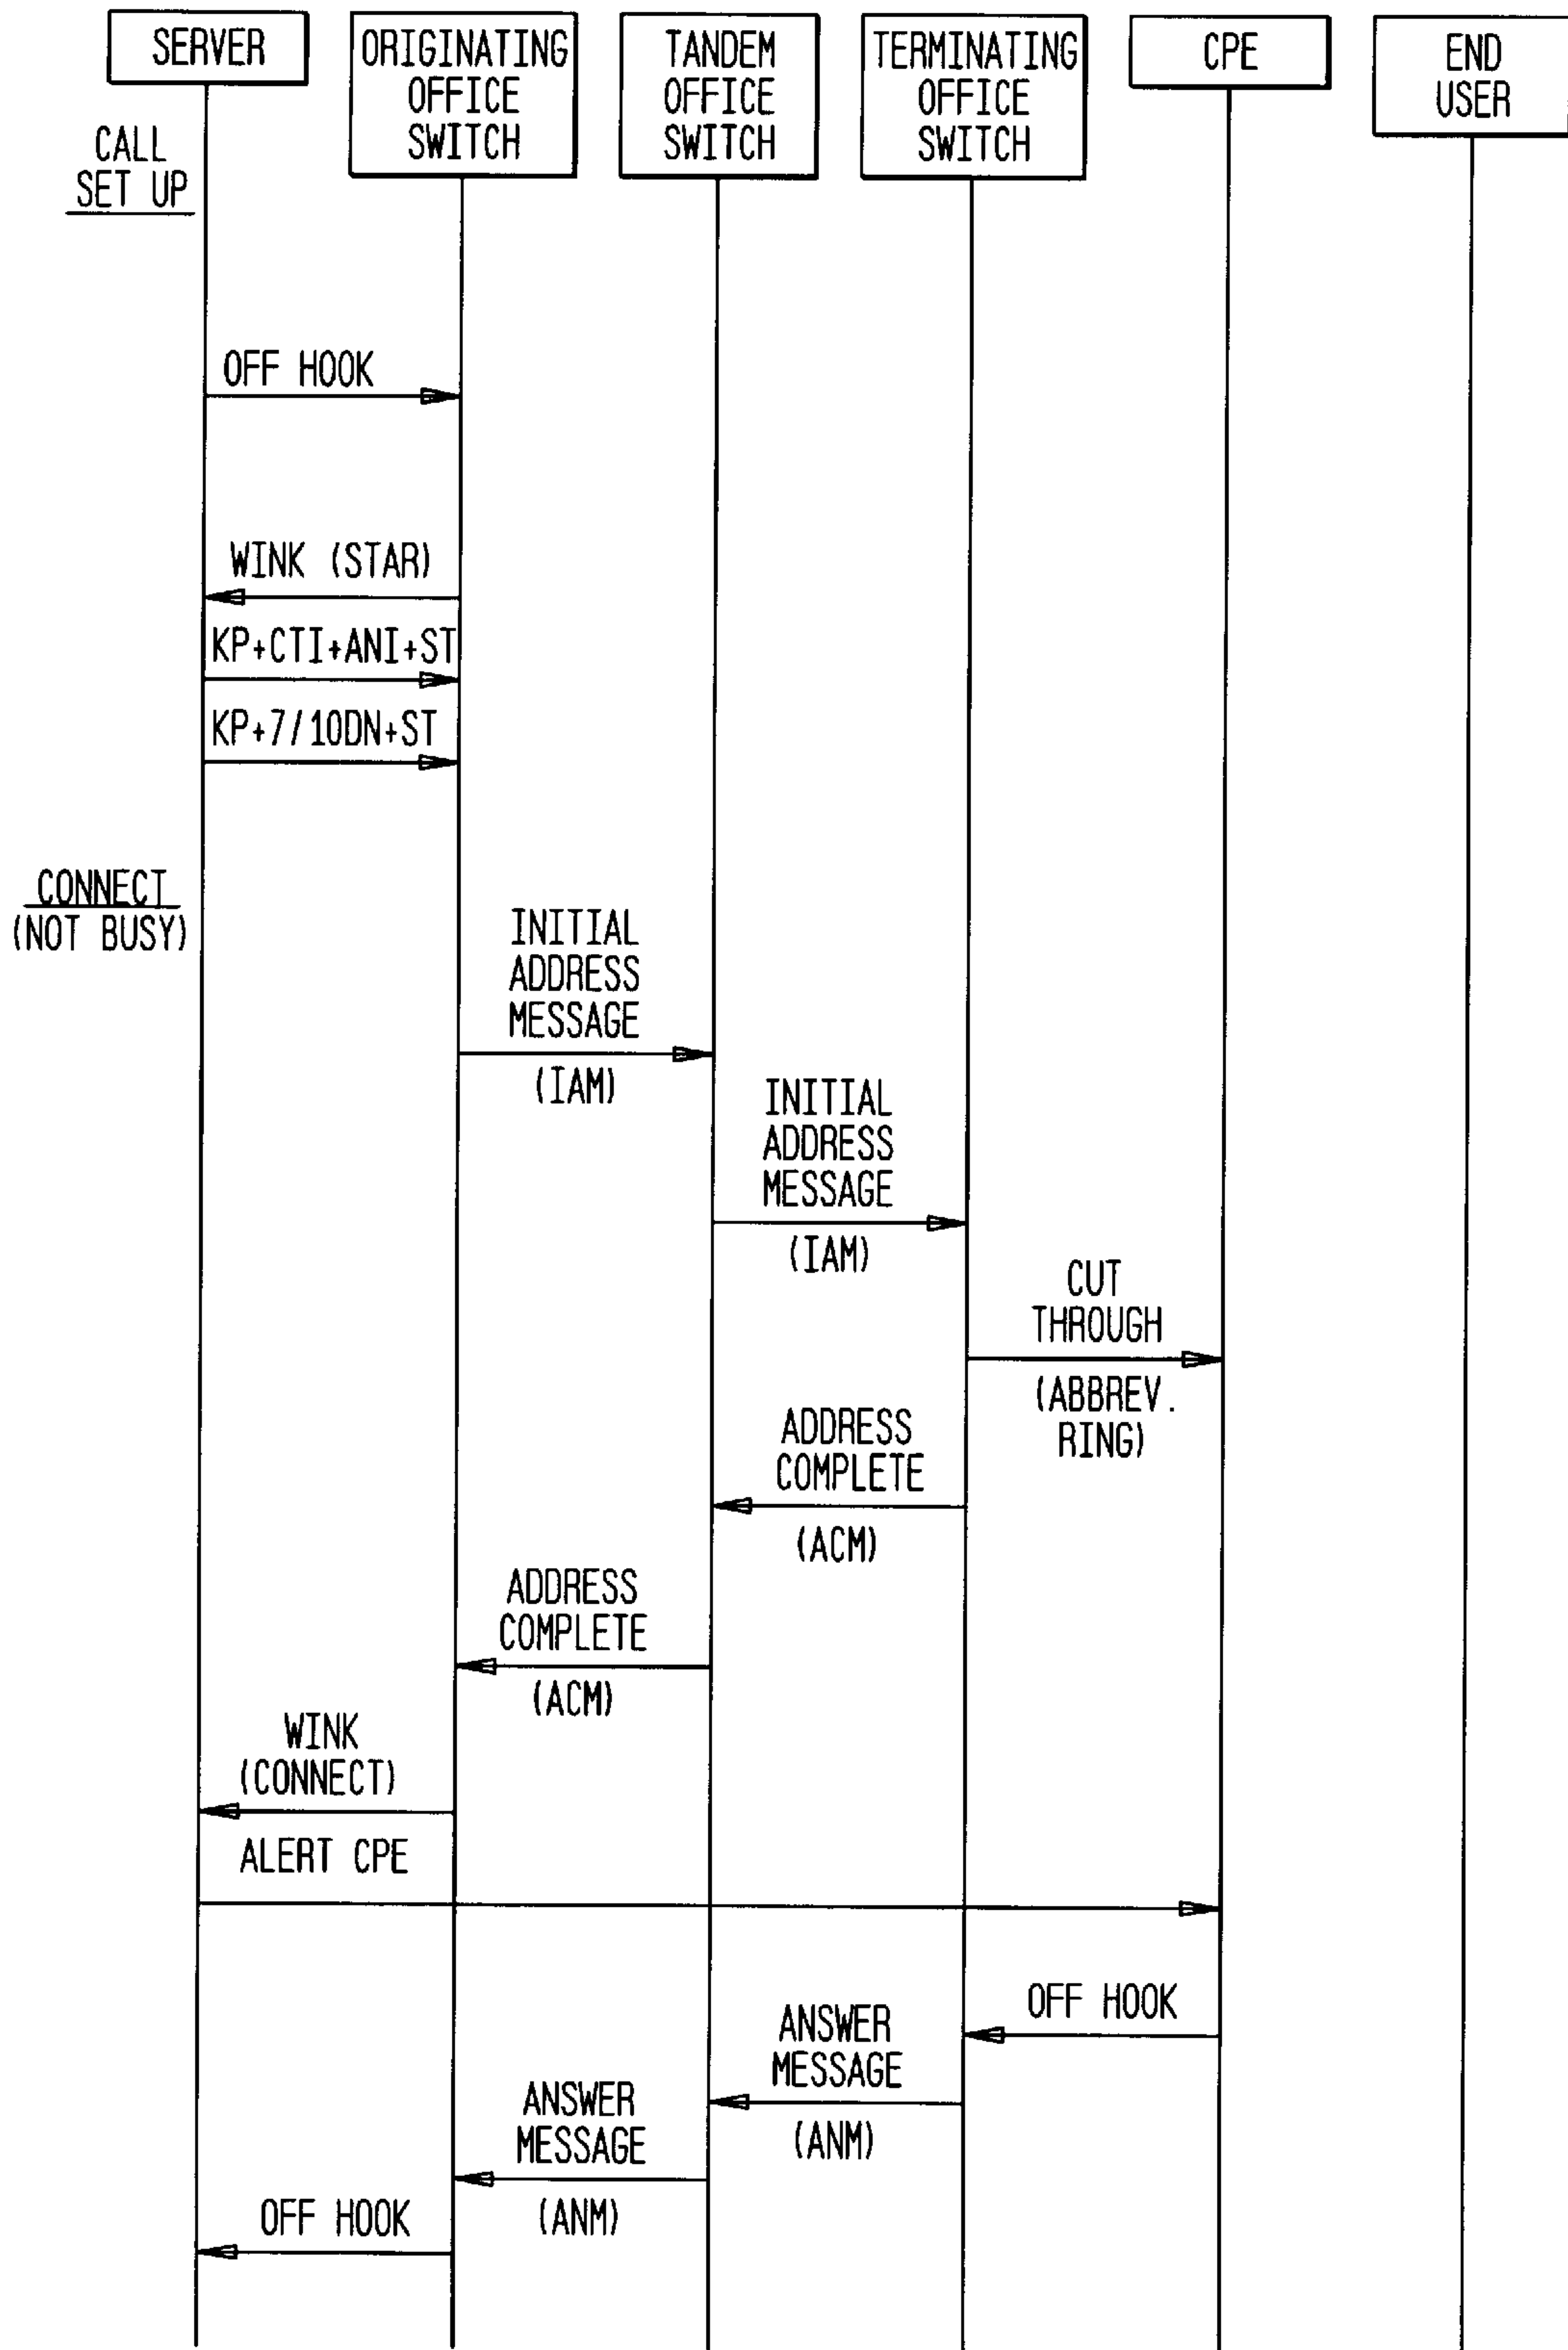 SERVER
ORIGINATING
OFFICE
SWITCH
TANDEM
OFFICE
SWITCH
TERMINATING
OFFICE
SWITCH
CPE
END
USER
CALL
SET UP
OFF HOOK
WINK (STAR)
KP+CTI+ANI+ST
KP+7/10DN+ST
CONNECT
(NOT BUSY)
INITIAL
ADDRESS
MESSAGE
(IAM)
INITIAL
ADDRESS
MESSAGE
(IAM)
CUT
THROUGH
(ABBREV.
RING)
ADDRESS
COMPLETE
(ACM)
ADDRESS
COMPLETE
(ACM)
WINK
(CONNECT)
ALERT CPE
OFF HOOK
ANSWER
MESSAGE
(ANM)
ANSWER
MESSAGE
(ANM)
OFF HOOK